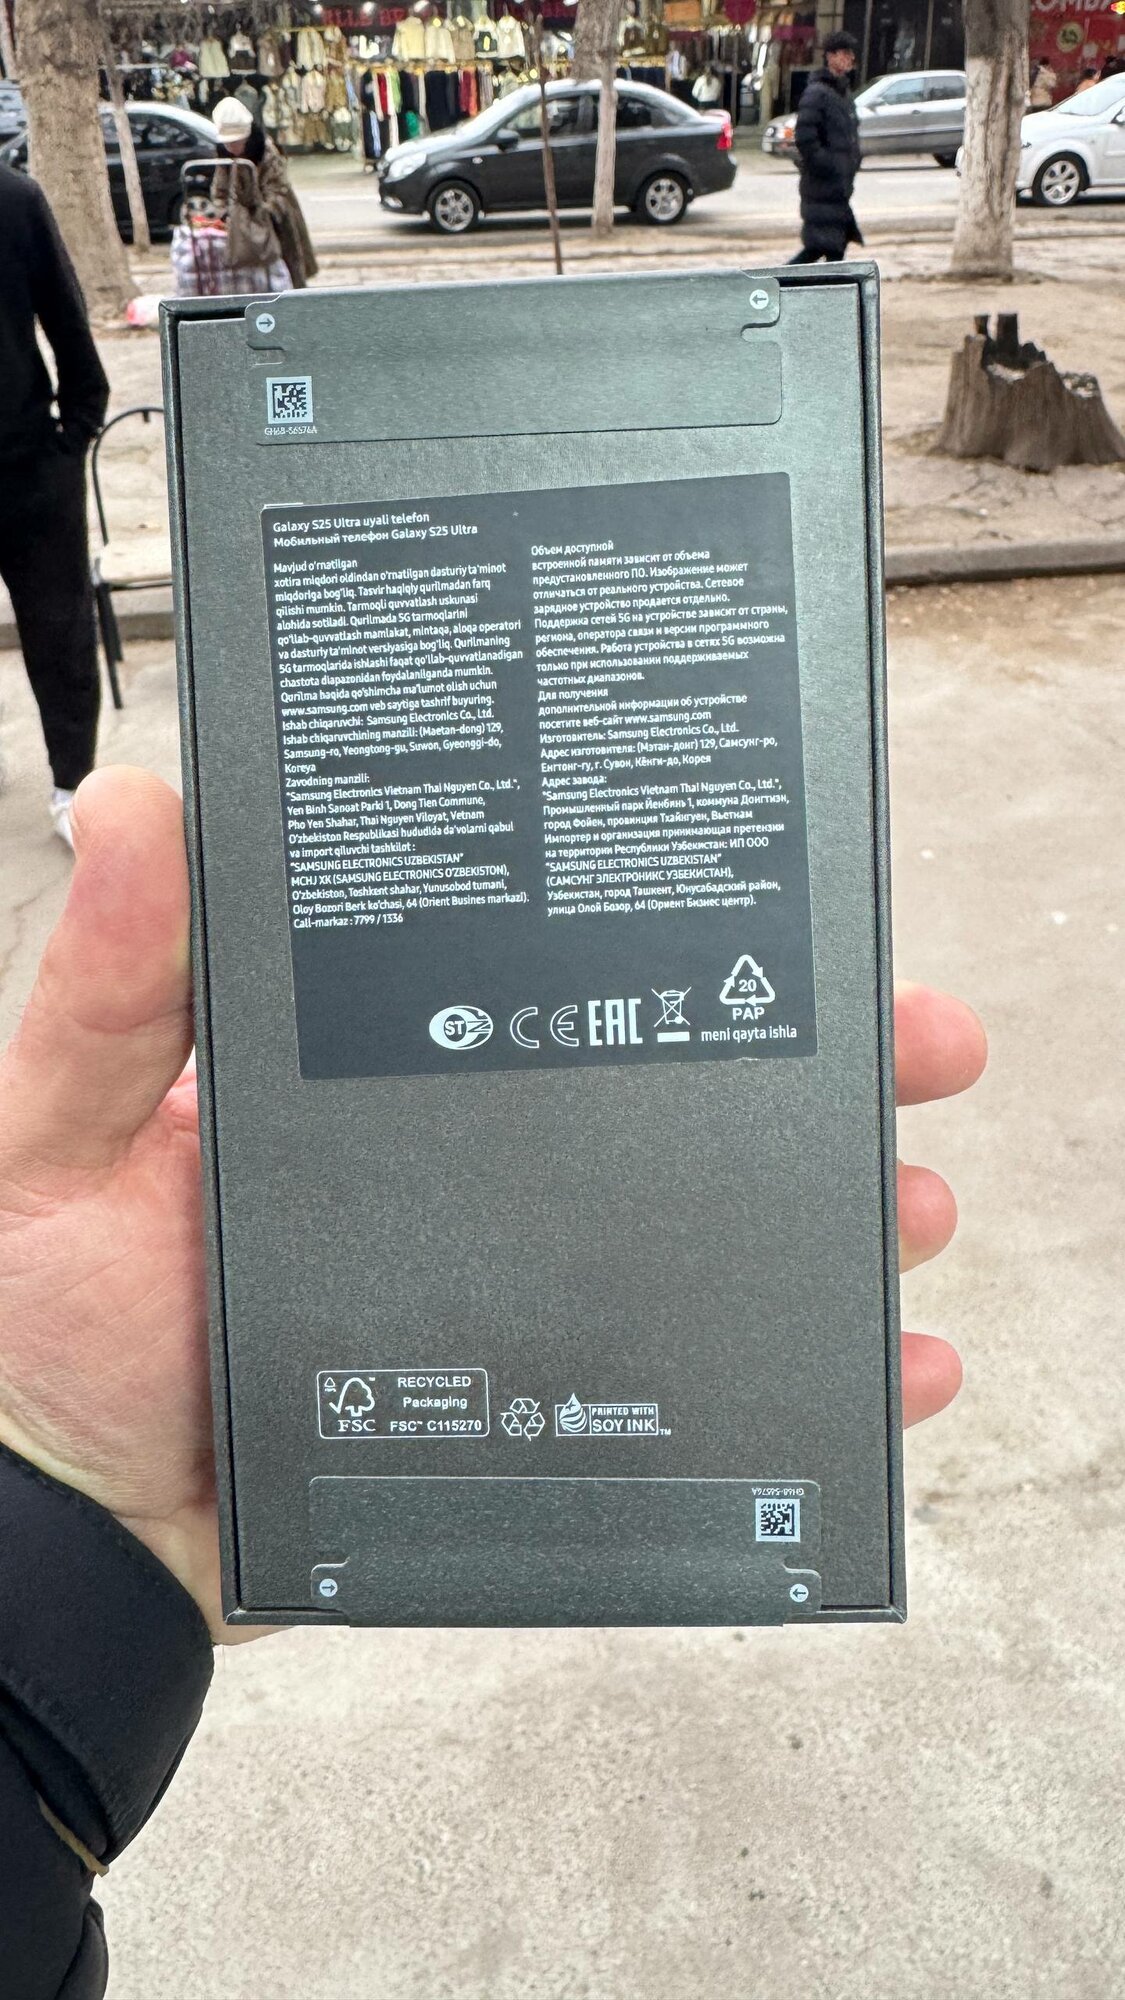 GH68-56576A
Galaxy S25 Ultra uyali telefon
Мобильный телефон Galaxy S25 Ultra
Mavjud o'rnatilgan
xotira miqdori oldindan o'rnatilgan dasturiy ta'minot
miqdoriga bog'liq. Tasvir haqiqiy qurilmadan farq
qilishi mumkin. Tarmoqli quvvatlash uskunasi
alohida sotiladi. Qurilmada 5G tarmoqlarini
qo'llab-quvvatlash mamlakat, mintaqa, aloqa operatori
va dasturiy ta'minot versiyasiga bog'liq. Qurilmaning
5G tarmoqlarida ishlashi faqat qo'llab-quvvatlanadigan
chastota diapazonidan foydalanilganda mumkin.
Qurilma haqida qo'shimcha ma'lumot olish uchun
www.samsung.com veb saytiga tashrif buyuring.
Ishab chiqaruvchi: Samsung Electronics Co., Ltd.
Ishab chiqaruvchining manzili: (Maetan-dong) 129,
Samsung-ro, Yeongtong-gu, Suwon, Gyeonggi-do,
Koreya
Zavodning manzili:
"Samsung Electronics Vietnam Thai Nguyen Co., Ltd.",
Yen Binh Sanoat Parki 1, Dong Tien Commune,
Pho Yen Shahar, Thai Nguyen Viloyat, Vetnam
O'zbekiston Respublikasi hududida da'volarni qabul
va import qiluvchi tashkilot :
"SAMSUNG ELECTRONICS UZBEKISTAN"
MCHJ XK (SAMSUNG ELECTRONICS O'ZBEKISTON),
O'zbekiston, Toshkent shahar, Yunusobod tumani,
Oloy Bozori Berk ko'chasi, 64 (Orient Busines markazi).
Call-markaz : 7799 / 1336
Объем доступной
встроенной памяти зависит от объема
предустановленного ПО. Изображение может
отличаться от реального устройства. Сетевое
зарядное устройство продается отдельно.
Поддержка сетей 5G на устройстве зависит от страны,
региона, оператора связи и версии программного
обеспечения. Работа устройства в сетях 5G возможна
только при использовании поддерживаемых
частотных диапазонов.
Для получения
дополнительной информации об устройстве
посетите веб-сайт www.samsung.com
Изготовитель: Samsung Electronics Co., Ltd.
Адрес изготовителя: (Мэтан-донг) 129, Самсунг-ро,
Енгтонг-гу, г. Сувон, Кёнги-до, Корея
Адрес завода:
"Samsung Electronics Vietnam Thai Nguyen Co., Ltd.",
Промышленный парк Йенбинь 1, коммуна Донгтиэн,
город Фойен, провинция Тхайнгуен, Вьетнам
Импортер и организация принимающая претензии
на территории Республики Узбекистан: ИП ООО
"SAMSUNG ELECTRONICS UZBEKISTAN"
(САМСУНГ ЭЛЕКТРОНИКС УЗБЕКИСТАН),
Узбекистан, город Ташкент, Юнусабадский район,
улица Олой Бозор, 64 (Ориент Бизнес центр).
CE EAC
20
PAP
meni qayta ishla
RECYCLED
Packaging
FSC FSC™ C115270
PRINTED WITH
SOY INK™
GH68-56576A